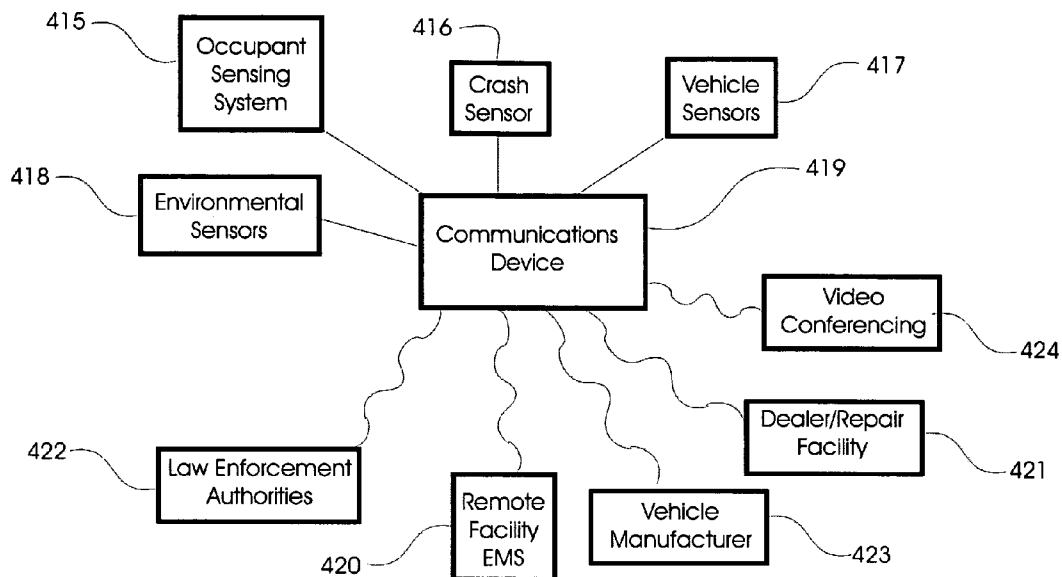 415
Occupant
Sensing
System
416
Crash
Sensor
Vehicle
Sensors
417
418
Environmental
Sensors
Communications
Device
419
Video
Conferencing
424
422
Law Enforcement
Authorities
Remote
Facility
EMS
420
Vehicle
Manufacturer
423
Dealer/Repair
Facility
421